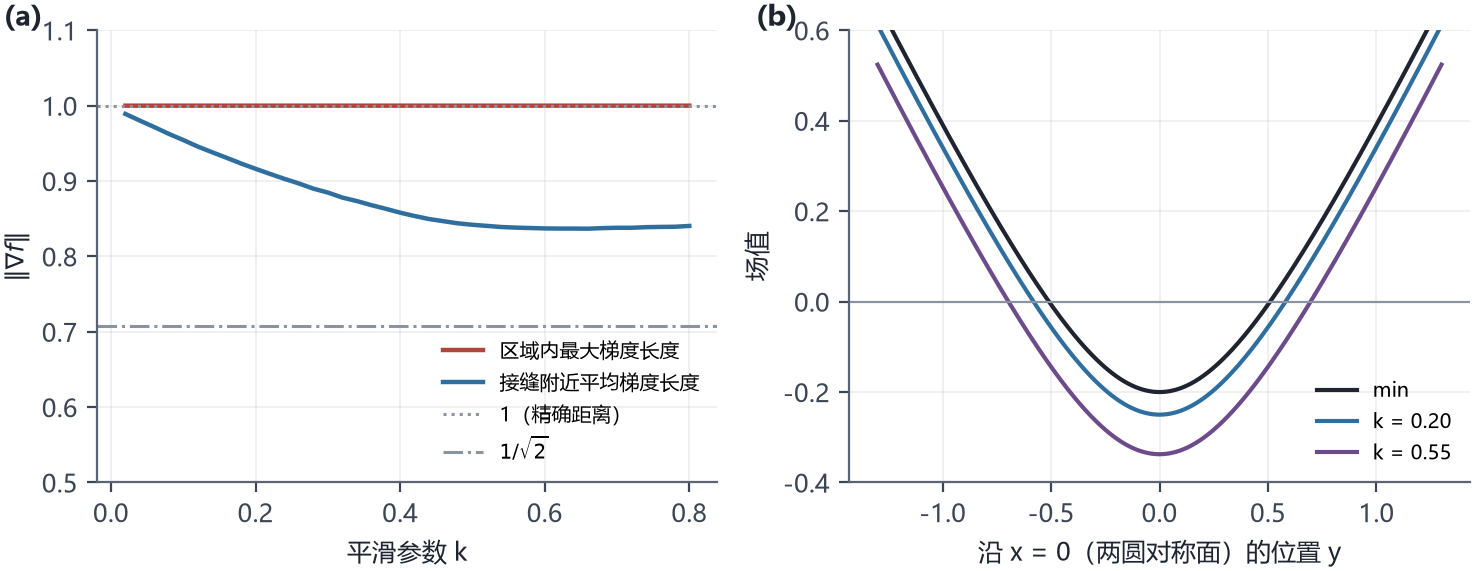 (a)
1.1
1.0
0.9
0.8
0.7
0.6
0.5
‖∇f‖
0.0 0.2 0.4 0.6 0.8
平滑参数 k
区域内最大梯度长度
接缝附近平均梯度长度
1（精确距离）
1/√2
(b)
0.6
0.4
0.2
0.0
-0.2
-0.4
场值
-1.0 -0.5 0.0 0.5 1.0
沿 x = 0（两圆对称面）的位置 y
min
k = 0.20
k = 0.55